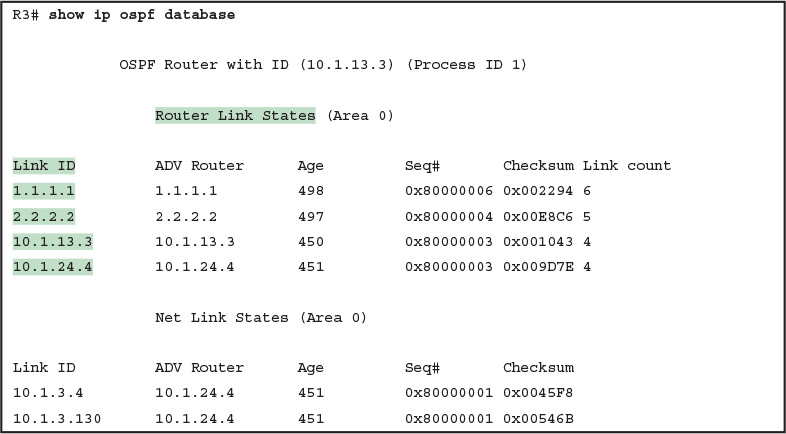 R3# show ip ospf database
OSPF Router with ID (10.1.13.3) (Process ID 1)
Router Link States (Area 0)
Link ID ADV Router Age Seq# Checksum Link count
1.1.1.1 1.1.1.1 498 0x80000006 0x002294 6
2.2.2.2 2.2.2.2 497 0x80000004 0x00E8C6 5
10.1.13.3 10.1.13.3 450 0x80000003 0x001043 4
10.1.24.4 10.1.24.4 451 0x80000003 0x009D7E 4
Net Link States (Area 0)
Link ID ADV Router Age Seq# Checksum
10.1.3.4 10.1.24.4 451 0x80000001 0x0045F8
10.1.3.130 10.1.24.4 451 0x80000001 0x00546B